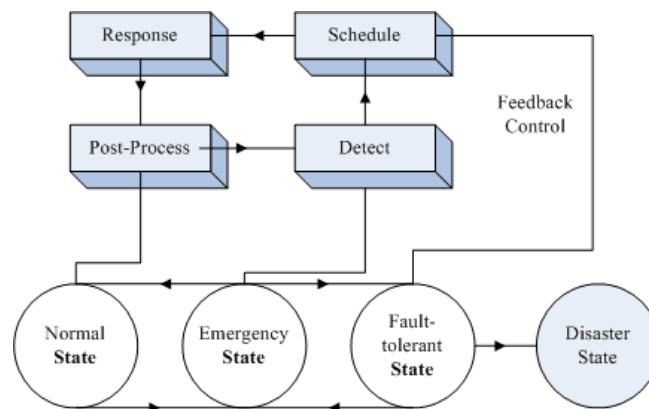 Response
Schedule
Feedback
Control
Post-Process
Detect
Normal
State
Emergency
State
Fault-
tolerant
State
Disaster
State